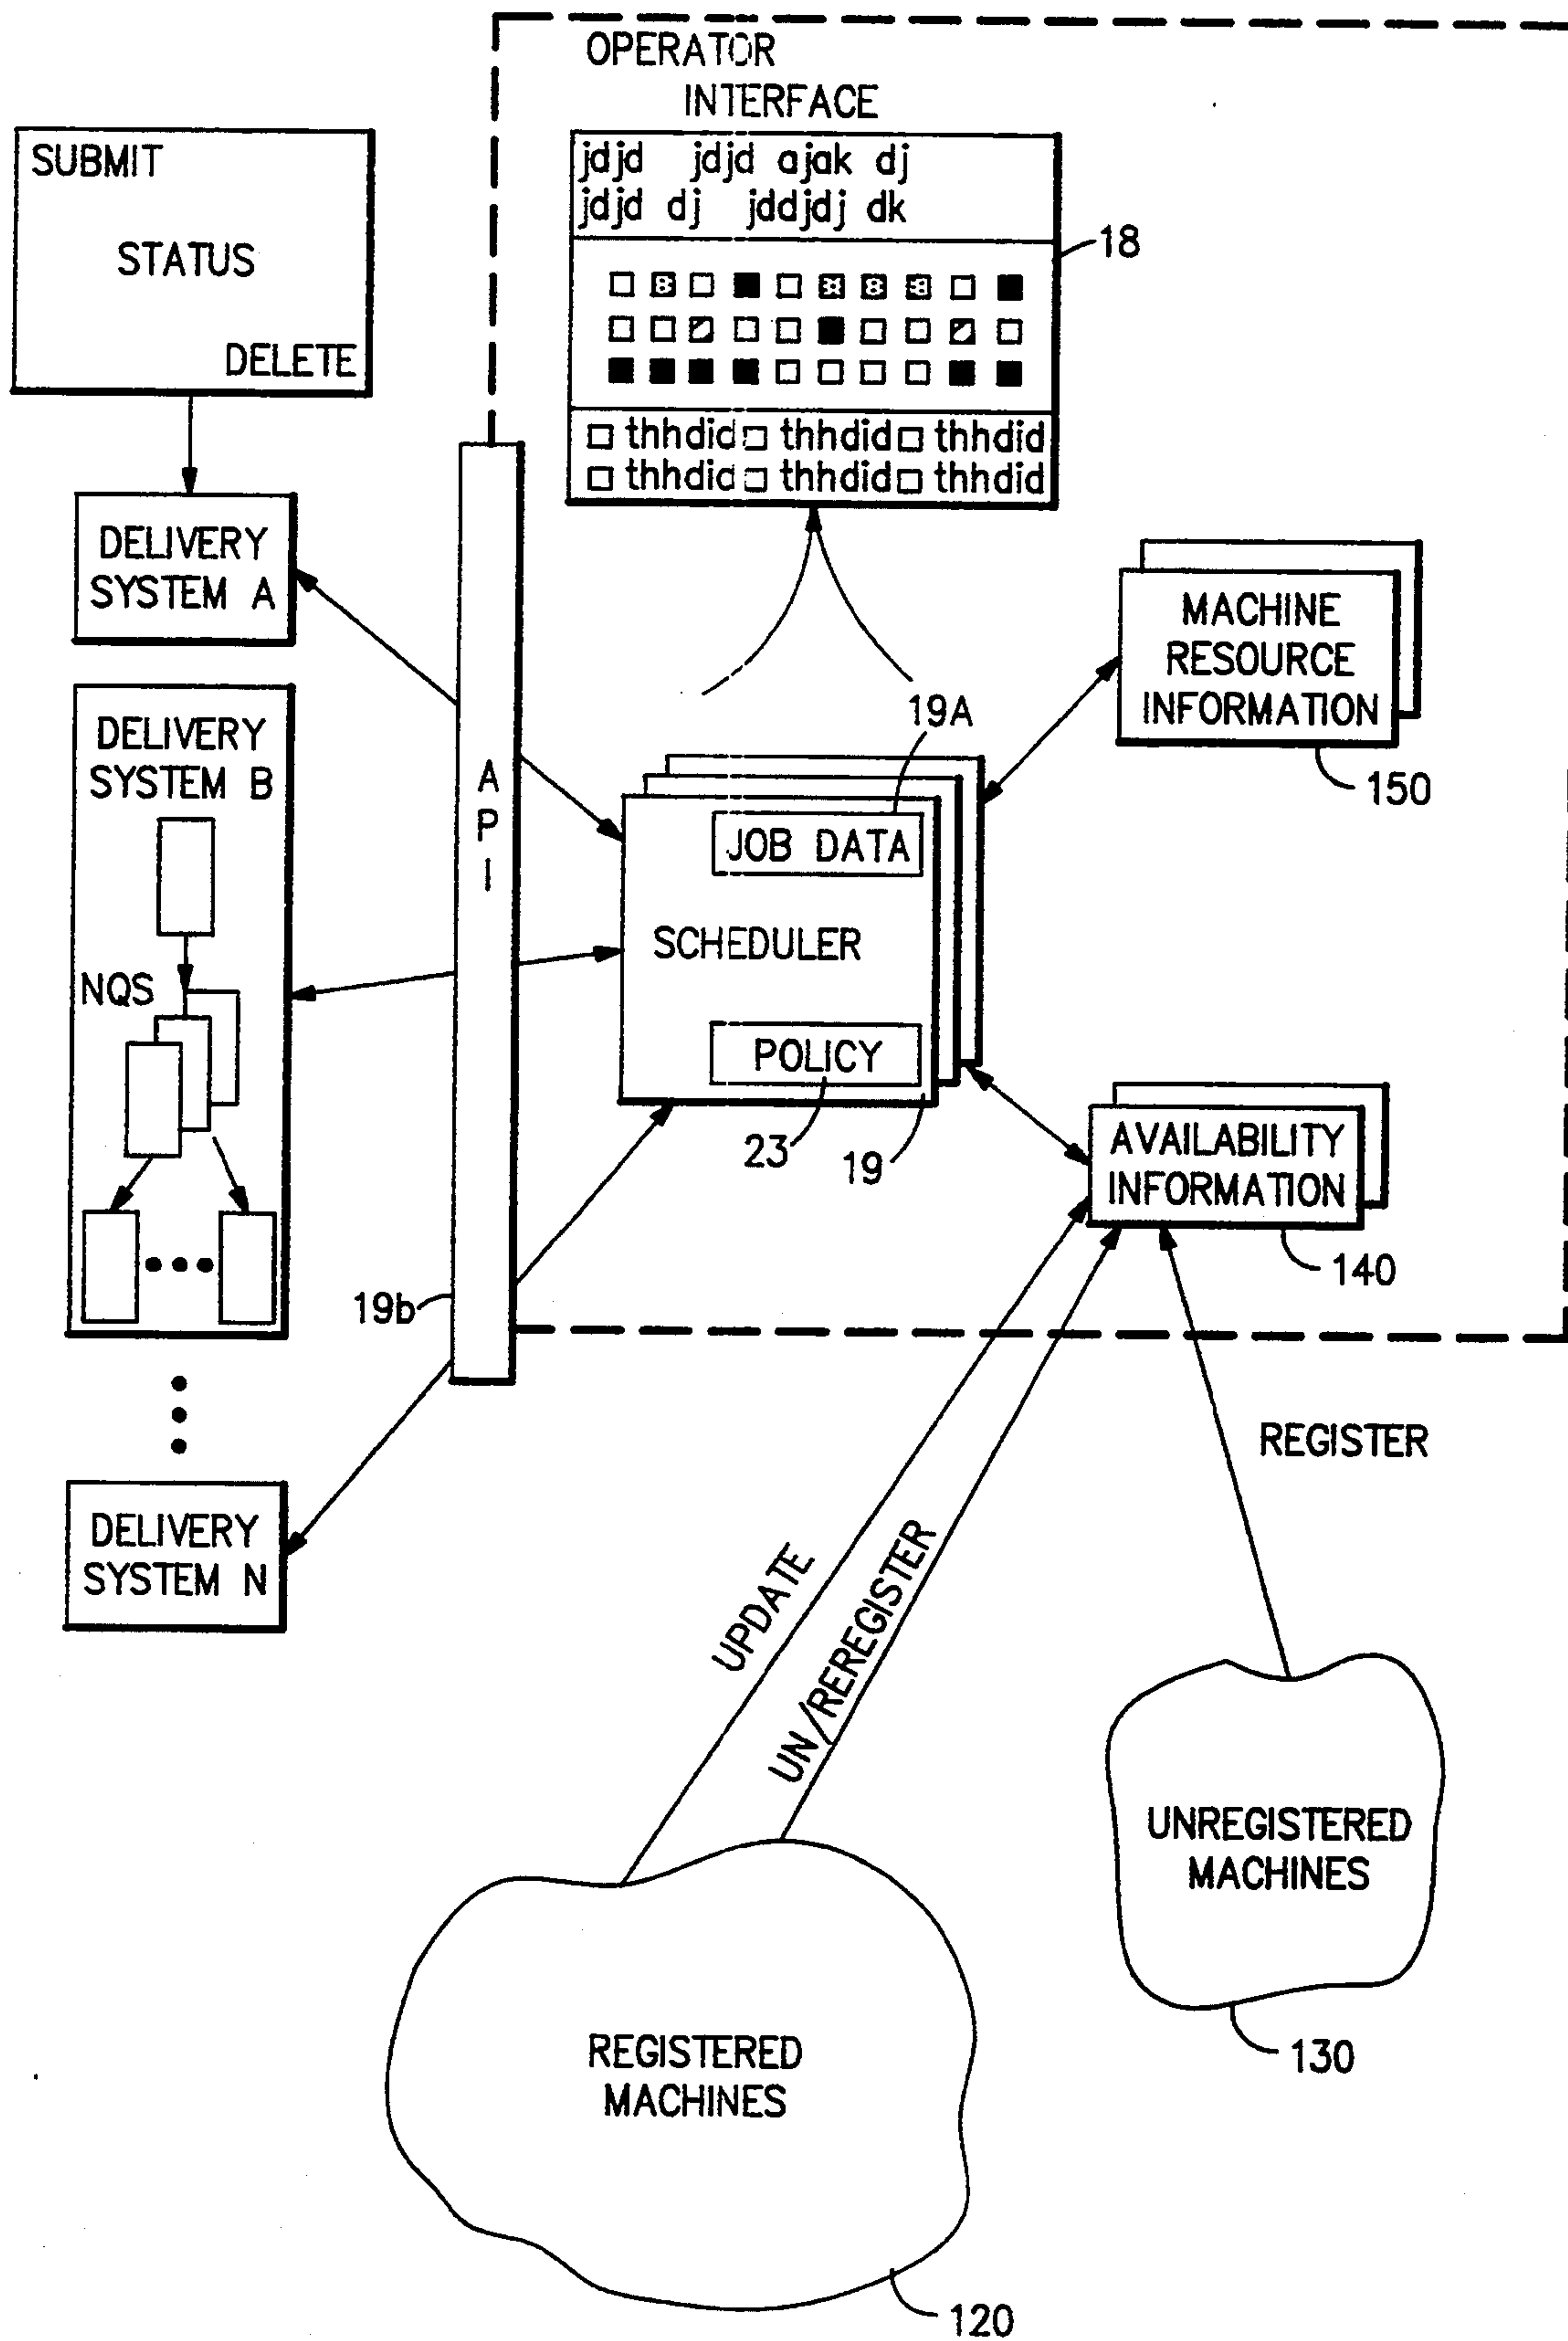 OPERATOR
INTERFACE
jdjd jdjd ajak dj
jdjd dj jddjdj dk
18
thhdid thhdid thhdid
thhdid thhdid thhdid
SUBMIT
STATUS
DELETE
DELIVERY
SYSTEM A
DELIVERY
SYSTEM B
NQS
DELIVERY
SYSTEM N
API
19b
19A
JOB DATA
SCHEDULER
POLICY
23
19
MACHINE
RESOURCE
INFORMATION
150
AVAILABILITY
INFORMATION
140
REGISTER
UPDATE
UN/REREGISTER
UNREGISTERED
MACHINES
130
REGISTERED
MACHINES
120